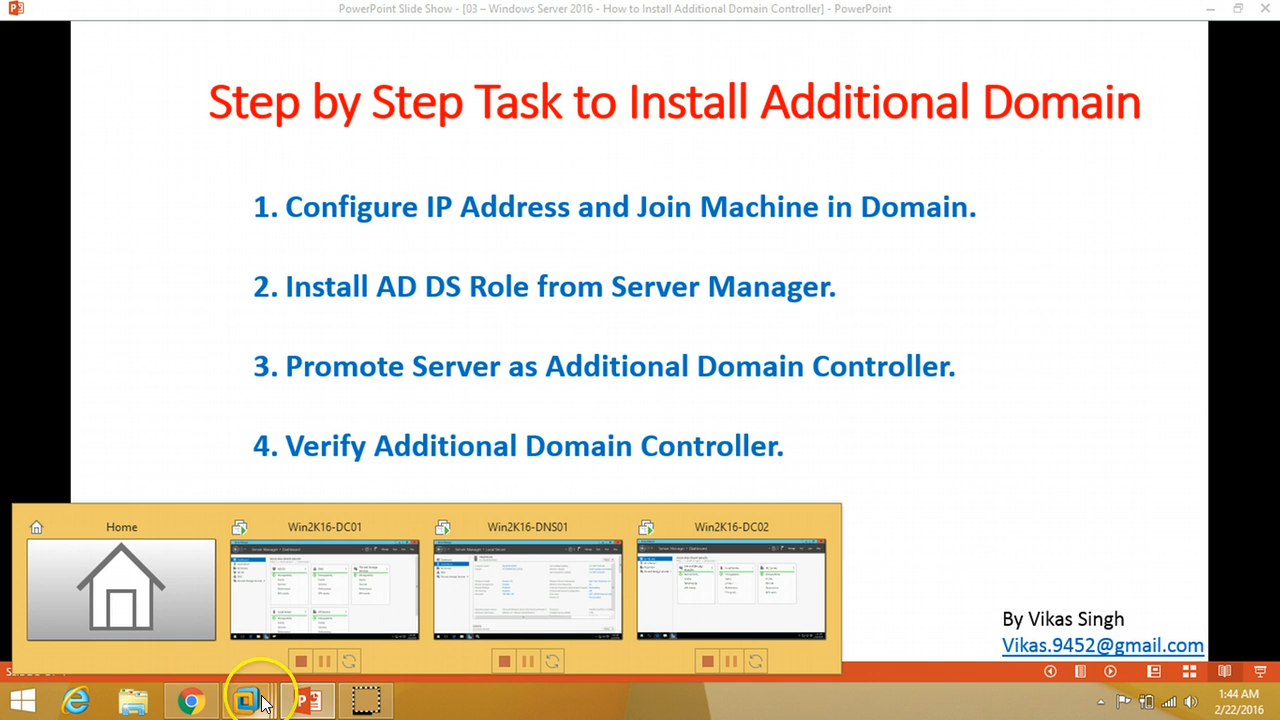 PowerPoint Slide Show - [03 – Windows Server 2016 - How to Install Additional Domain Controller] - PowerPoint
Step by Step Task to Install Additional Domain
1. Configure IP Address and Join Machine in Domain.
2. Install AD DS Role from Server Manager.
3. Promote Server as Additional Domain Controller.
4. Verify Additional Domain Controller.
Home
Win2K16-DC01
Win2K16-DNS01
Win2K16-DC02
By Vikas Singh
Vikas.9452@gmail.com
1:44 AM
2/22/2016